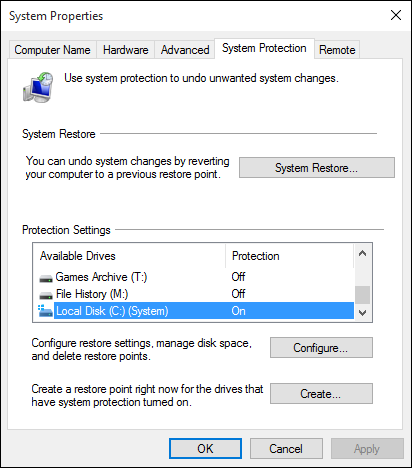 System Properties
Computer Name Hardware Advanced System Protection Remote
Use system protection to undo unwanted system changes.
System Restore
You can undo system changes by reverting
your computer to a previous restore point.
System Restore...
Protection Settings
Available Drives Protection
Games Archive (T:) Off
File History (M:) Off
Local Disk (C:) (System) On
Configure restore settings, manage disk space,
and delete restore points.
Configure...
Create a restore point right now for the drives that
have system protection turned on.
Create...
OK Cancel Apply